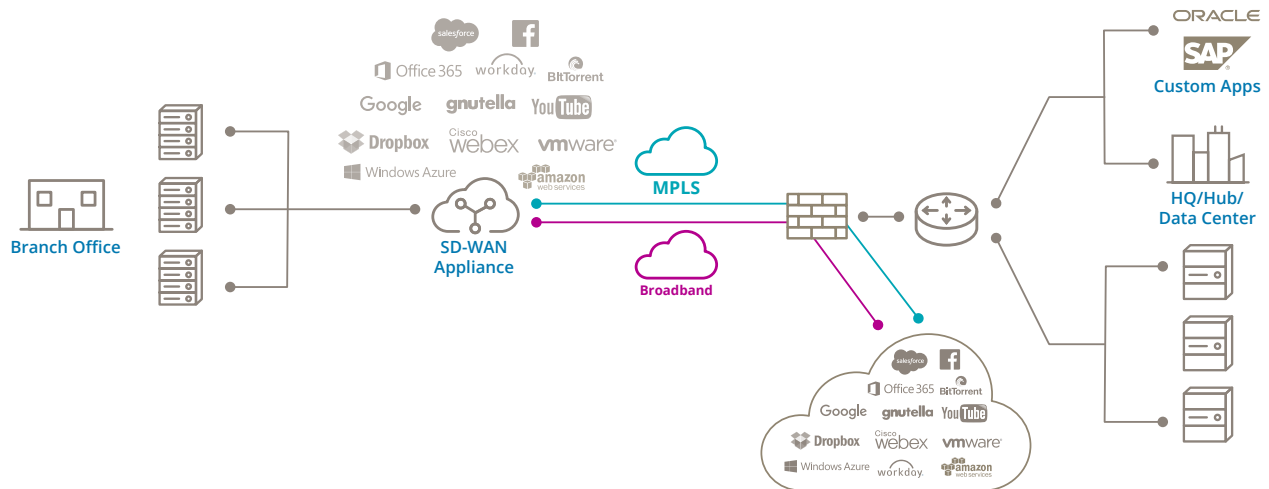 salesforce
Office 365 workday. BitTorrent
Google gnutella YouTube
Dropbox Cisco webex vmware®
Windows Azure amazon web services
Branch Office
SD-WAN
Appliance
MPLS
Broadband
ORACLE
SAP®
Custom Apps
HQ/Hub/
Data Center
salesforce
Office 365 BitTorrent
Google gnutella YouTube
Dropbox Cisco webex vmware®
Windows Azure workday. amazon web services